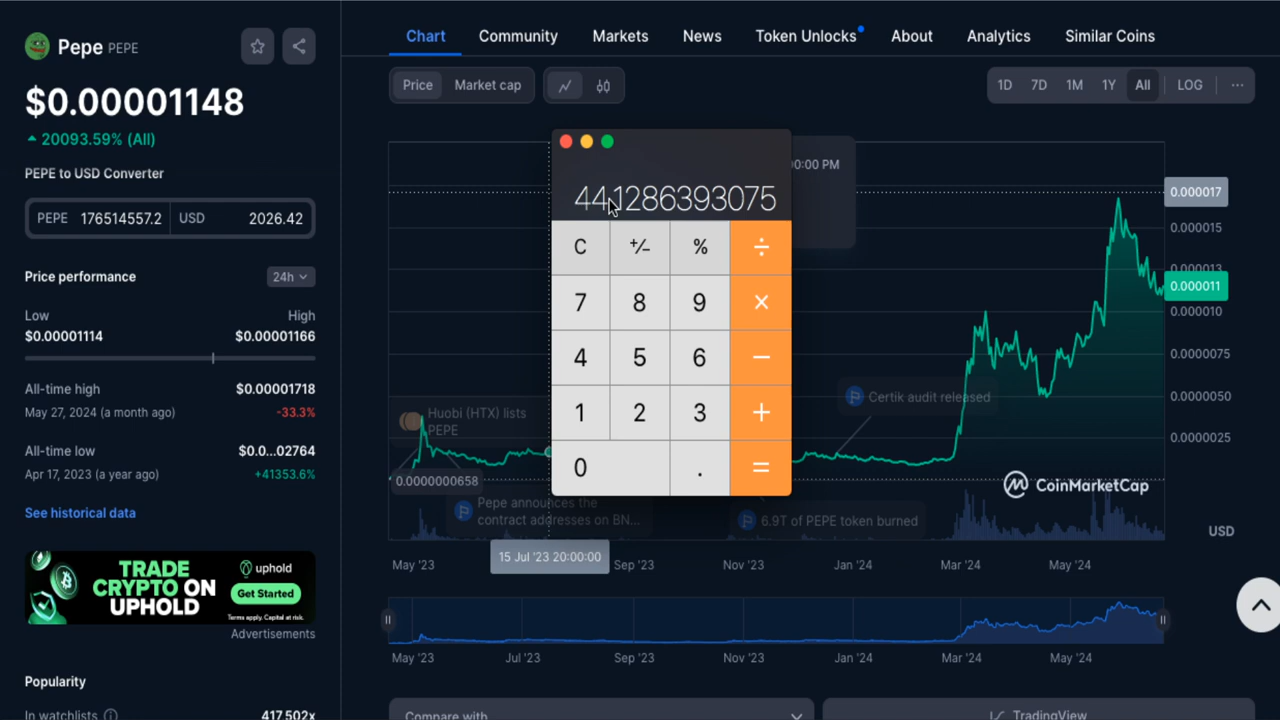 Pepe PEPE
$0.00001148
20093.59% (All)
PEPE to USD Converter
PEPE 176514557.2 USD 2026.42
Price performance 24h
Low High
$0.00001114 $0.00001166
All-time high $0.00001718
May 27, 2024 (a month ago) -33.3%
All-time low $0.0...02764
Apr 17, 2023 (a year ago) +41353.6%
See historical data
TRADE
CRYPTO ON
UPHOLD
uphold
Get Started
Terms apply. Capital at risk.
Advertisements
Popularity
In watchlists 417,502x
Chart Community Markets News Token Unlocks About Analytics Similar Coins
Price Market cap
1D 7D 1M 1Y All LOG ...
00:00 PM
44.1286393075
C +/- % ÷
7 8 9 ×
4 5 6 −
1 2 3 +
0 . =
0.000017
0.000015
0.000013
0.000011
0.000010
0.0000075
0.0000050
0.0000025
Huobi (HTX) lists
PEPE
Certik audit released
0.0000000658
Pepe announces the
contract addresses on BN...
6.9T of PEPE token burned
CoinMarketCap
USD
15 Jul '23 20:00:00
May '23 Sep '23 Nov '23 Jan '24 Mar '24 May '24
May '23 Jul '23 Sep '23 Nov '23 Jan '24 Mar '24 May '24
Compare with
TradingView